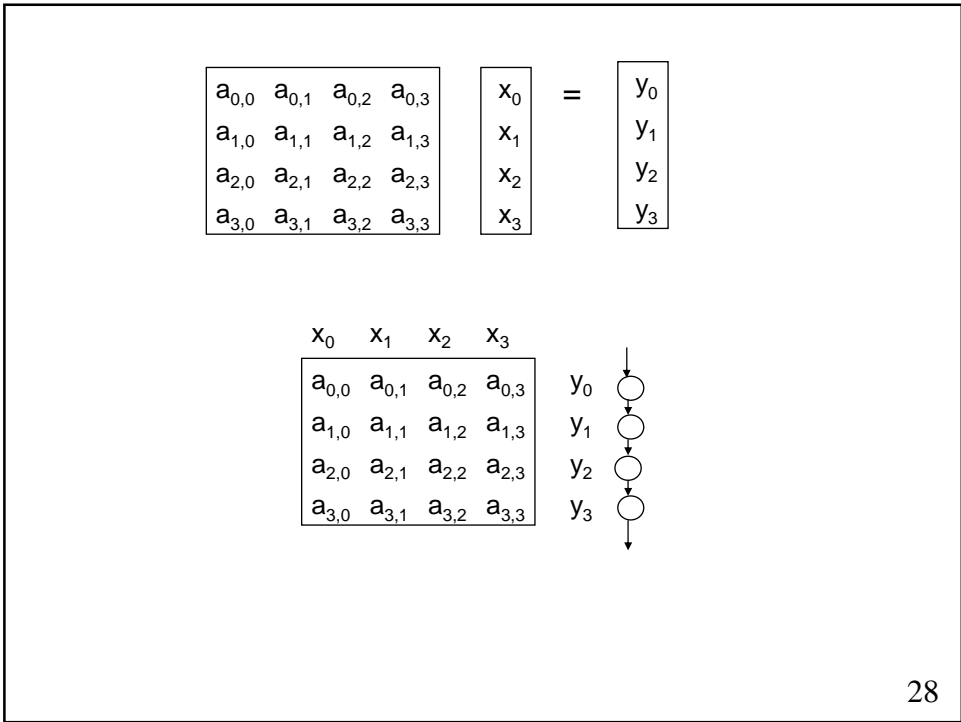 a0,0 a0,1 a0,2 a0,3 x0 = y0
a1,0 a1,1 a1,2 a1,3 x1 y1
a2,0 a2,1 a2,2 a2,3 x2 y2
a3,0 a3,1 a3,2 a3,3 x3 y3
x0 x1 x2 x3
a0,0 a0,1 a0,2 a0,3 y0
a1,0 a1,1 a1,2 a1,3 y1
a2,0 a2,1 a2,2 a2,3 y2
a3,0 a3,1 a3,2 a3,3 y3
28